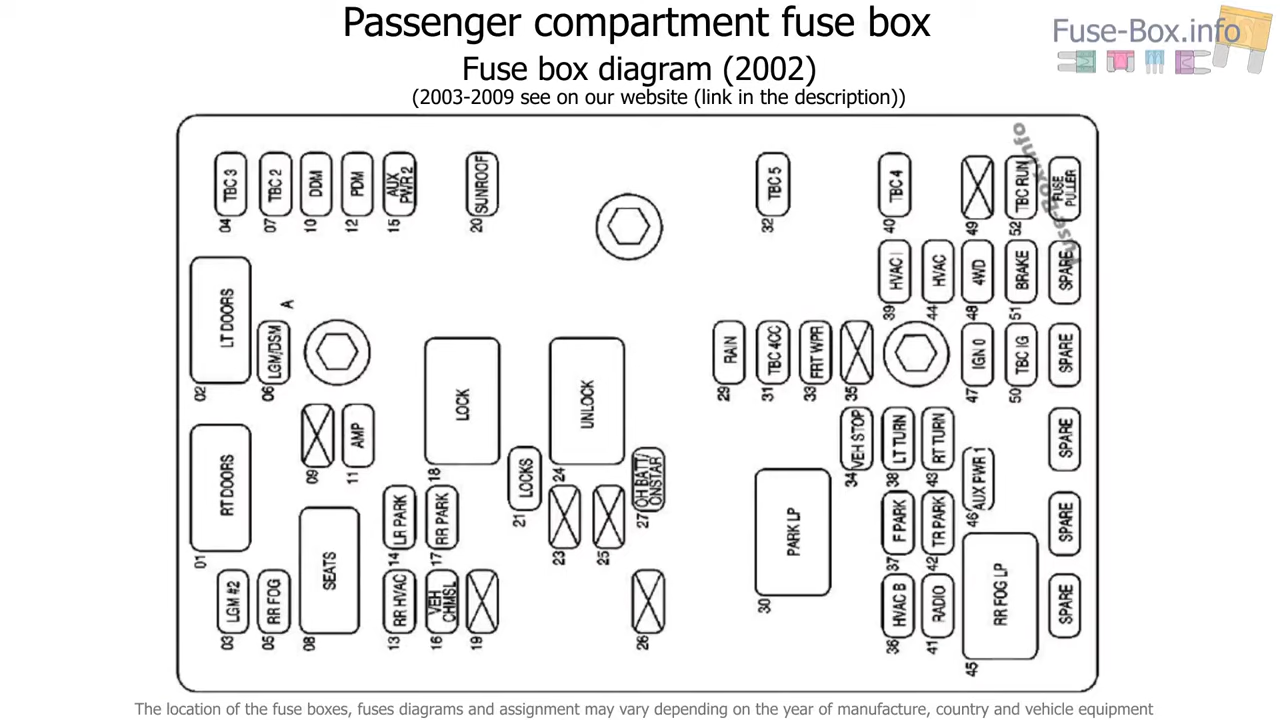 Passenger compartment fuse box
Fuse box diagram (2002)
(2003-2009 see on our website (link in the description))
Fuse-Box.info
Fuse-Box.info
04 TBC 3
07 TBC 2
10 DDM
12 PDM
15 AUX PWR 2
20 SUNROOF
32 TBC 5
40 TBC 4
49
52 TBC RUN
FUSE PULLER
02 LT DOORS
06 LGM/DSM
A
39 HVAC I
44 HVAC
48 4WD
51 BRAKE
SPARE
29 RAIN
31 TBC 4CC
33 FRT WPR
35
47 IGN 0
50 TBC IG
SPARE
01 RT DOORS
09
11 AMP
18 LOCK
21 LOCKS
24 UNLOCK
27 OH BATT/ ONSTAR
34 VEH STOP
38 LT TURN
43 RT TURN
46 AUX PWR 1
SPARE
14 LR PARK
17 RR PARK
23
25
30 PARK LP
37 F PARK
42 TR PARK
SPARE
03 LGM #2
05 RR FOG
08 SEATS
13 RR HVAC
16 VEH CHMSL
19
26
36 HVAC B
41 RADIO
45 RR FOG LP
SPARE
The location of the fuse boxes, fuses diagrams and assignment may vary depending on the year of manufacture, country and vehicle equipment